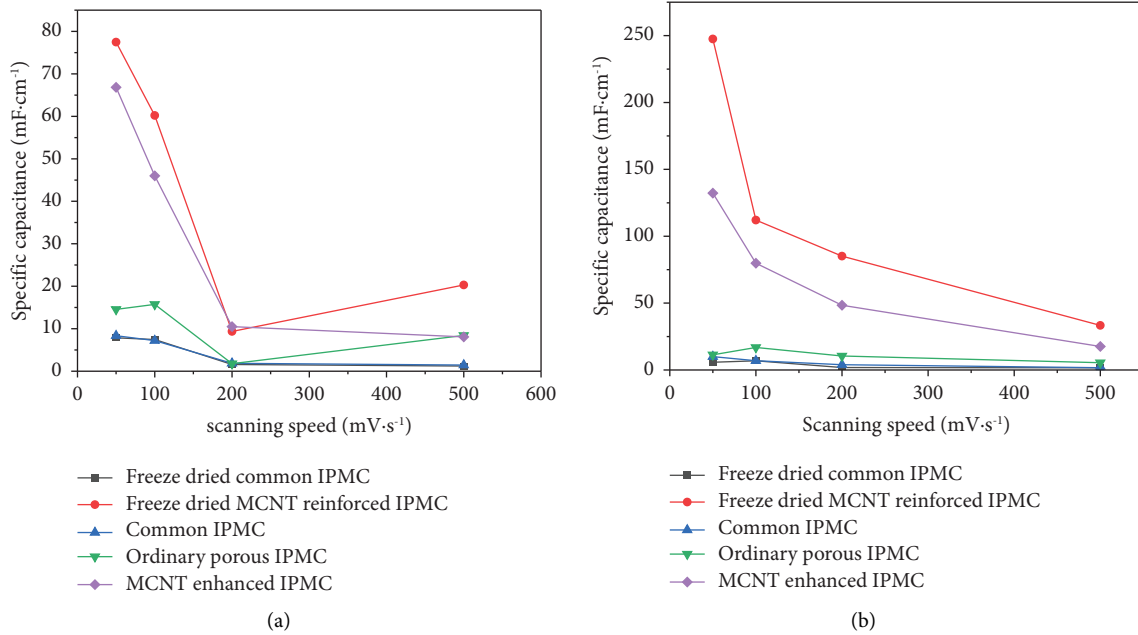 Specific capacitance (mF·cm⁻¹)
80
70
60
50
40
30
20
10
0
0 100 200 300 400 500 600
scanning speed (mV·s⁻¹)
Freeze dried common IPMC
Freeze dried MCNT reinforced IPMC
Common IPMC
Ordinary porous IPMC
MCNT enhanced IPMC
(a)
Specific capacitance (mF·cm⁻¹)
250
200
150
100
50
0
0 100 200 300 400 500
Scanning speed (mV·s⁻¹)
Freeze dried common IPMC
Freeze dried MCNT reinforced IPMC
Common IPMC
Ordinary porous IPMC
MCNT enhanced IPMC
(b)